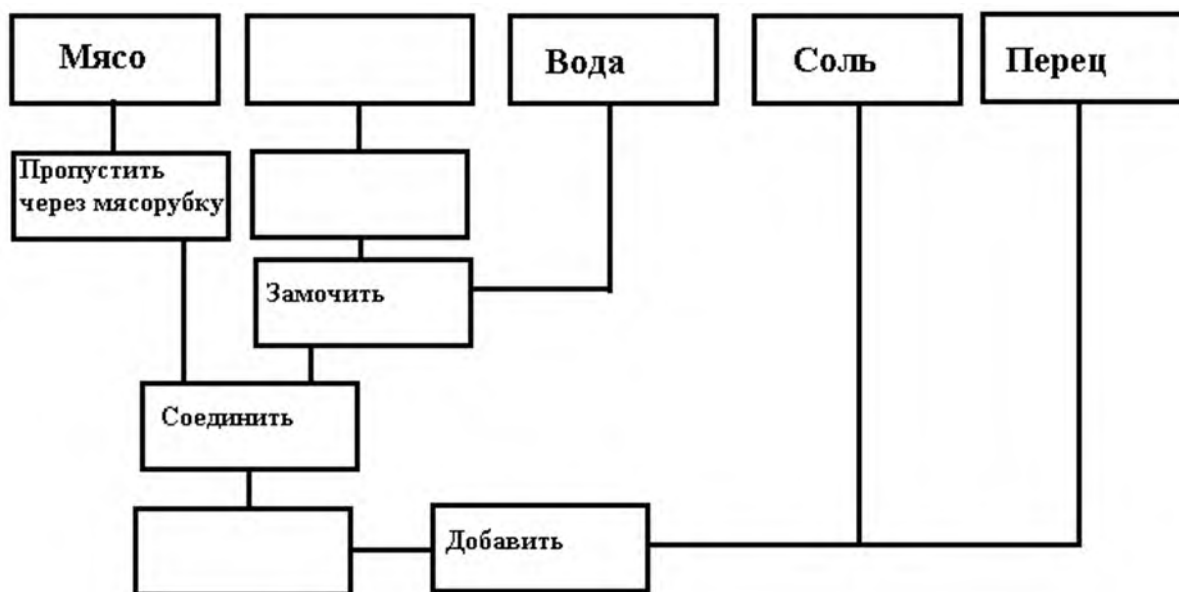 Мясо
Вода
Соль
Перец
Пропустить
через мясорубку
Замочить
Соединить
Добавить